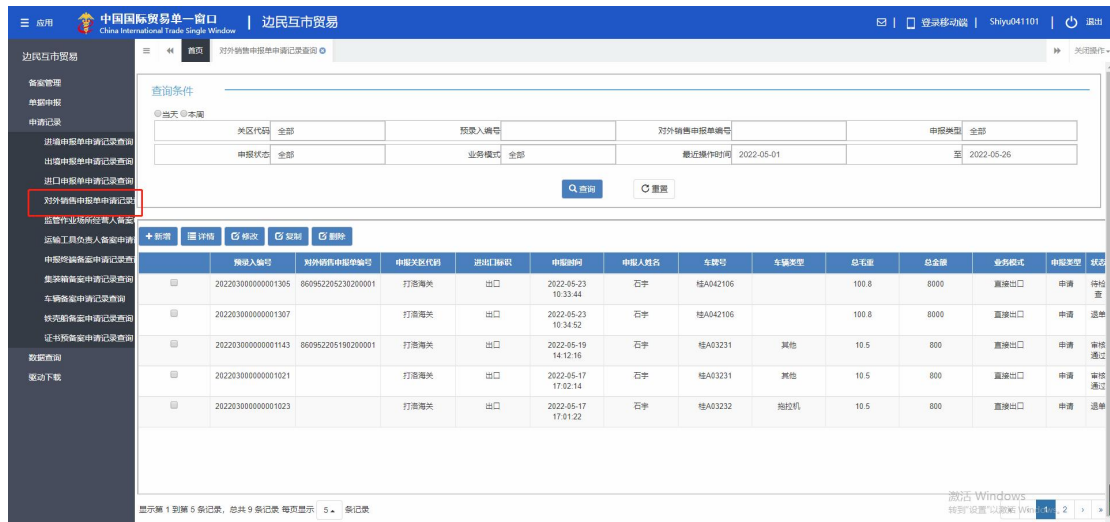 应用 中国国际贸易单一窗口 边民互市贸易 登录移动端 Shiyu041101 退出
China International Trade Single Window
边民互市贸易
首页 对外销售申报单申请记录查询 关闭操作
备案管理
单据申报
申请记录
进境申报单申请记录查询
出境申报单申请记录查询
进口申报单申请记录查询
对外销售申报单申请记录
监管作业场所经营人备案
运输工具负责人备案申请
申报终端备案申请记录查
集装箱备案申请记录查询
车辆备案申请记录查询
铁壳船备案申请记录查询
证书预备案申请记录查询
数据查询
驱动下载
查询条件
当天 本周
关区代码 全部 预录入编号 对外销售申报单编号 申报类型 全部
申报状态 全部 业务模式 全部 最近操作时间 2022-05-01 至 2022-05-26
查询 重置
新增 详情 修改 复制 删除
预录入编号 对外销售申报单编号 申报关区代码 进出口标识 申报时间 申报人姓名 车牌号 车辆类型 总毛重 总金额 业务模式 申报类型 状态
202203000000001305 860952205230200001 打洛海关 出口 2022-05-23 10:33:44 石宇 桂A042106 100.8 8000 直接出口 申请 待检查
202203000000001307 打洛海关 出口 2022-05-23 10:34:52 石宇 桂A042106 100.8 8000 直接出口 申请 退单
202203000000001143 860952205190200001 打洛海关 出口 2022-05-19 14:12:16 石宇 桂A03231 其他 10.5 800 直接出口 申请 审核通过
202203000000001021 打洛海关 出口 2022-05-17 17:02:14 石宇 桂A03231 其他 10.5 800 直接出口 申请 审核通过
202203000000001023 打洛海关 出口 2022-05-17 17:01:22 石宇 桂A03232 拖拉机 10.5 800 直接出口 申请 退单
显示第 1 到第 5 条记录，总共 9 条记录 每页显示 5 条记录
激活 Windows
转到"设置"以激活 Windows。
1 2